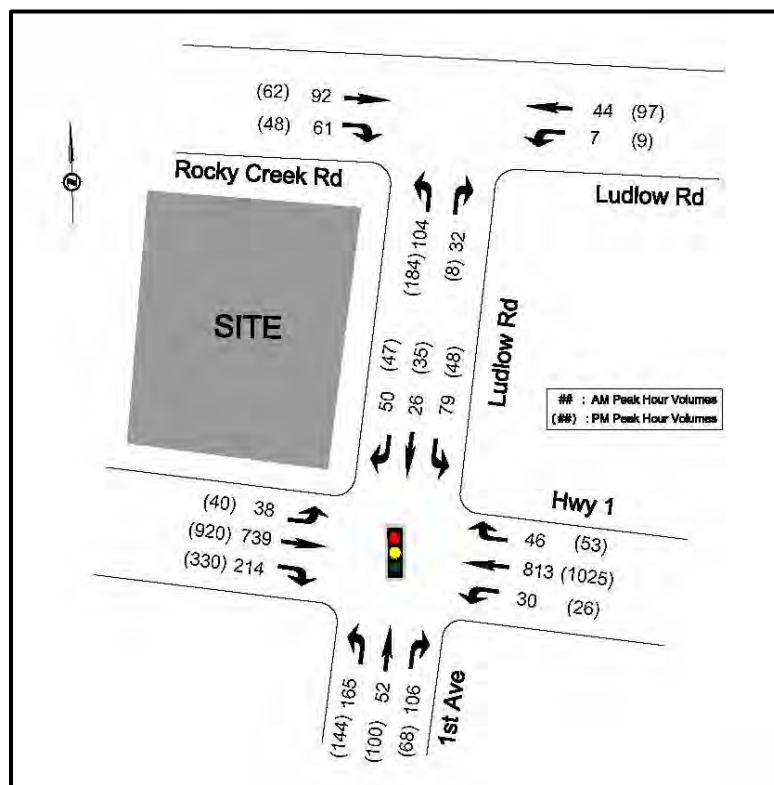 (62) 92
44 (97)
(48) 61
7 (9)
Rocky Creek Rd
Ludlow Rd
(184) 104
(8) 32
SITE
Ludlow Rd
50 (47)
26 (35)
79 (48)
## : AM Peak Hour Volumes
(##) : PM Peak Hour Volumes
Hwy 1
(40) 38
(920) 739
(330) 214
46 (53)
813 (1025)
30 (26)
(144) 165
(100) 52
(68) 106
1st Ave